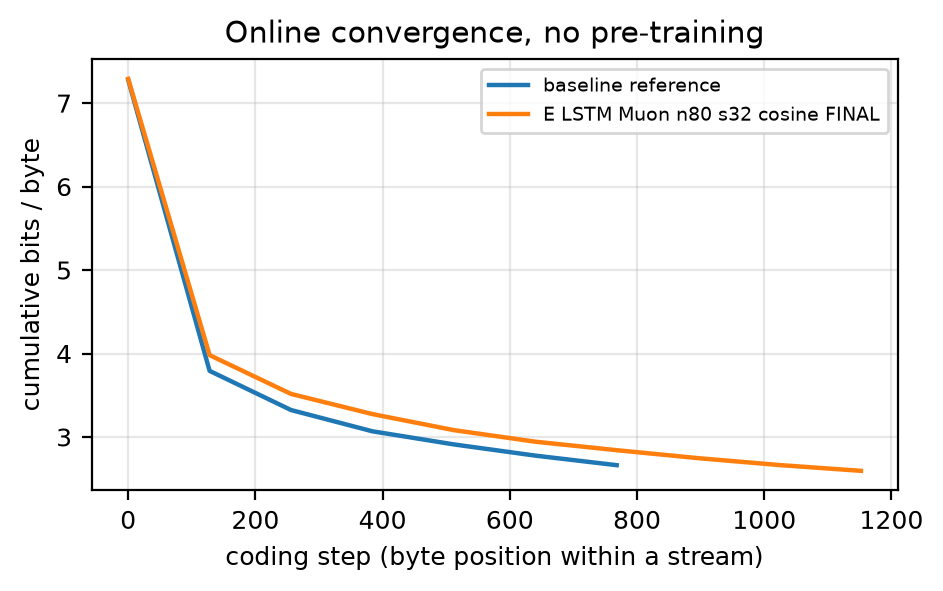 Online convergence, no pre-training
baseline reference
E LSTM Muon n80 s32 cosine FINAL
cumulative bits / byte
7
6
5
4
3
0 200 400 600 800 1000 1200
coding step (byte position within a stream)